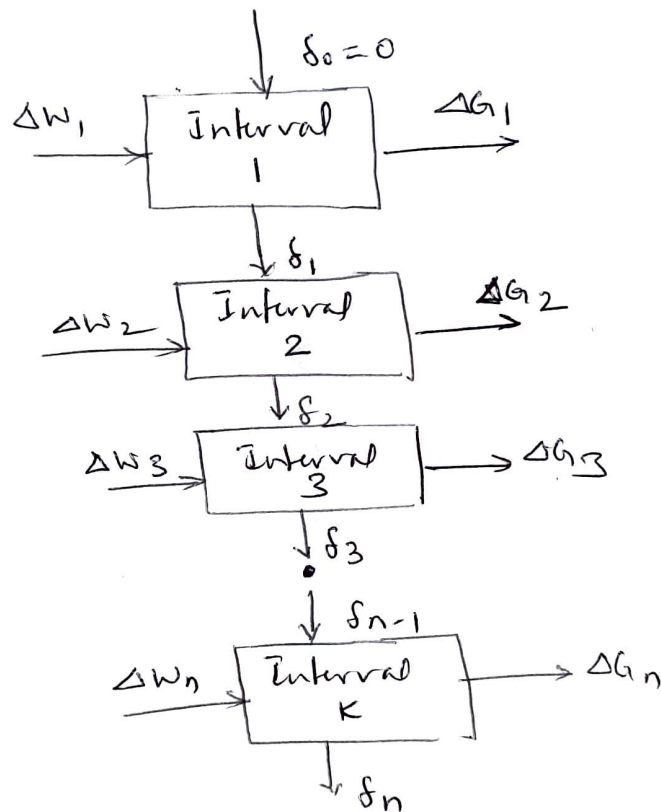 δ₀ = 0
ΔW₁
Interval
1
ΔG₁
δ₁
ΔW₂
Interval
2
ΔG₂
δ₂
ΔW₃
Interval
3
ΔG₃
δ₃
δn-1
ΔWn
Interval
K
ΔGn
δn